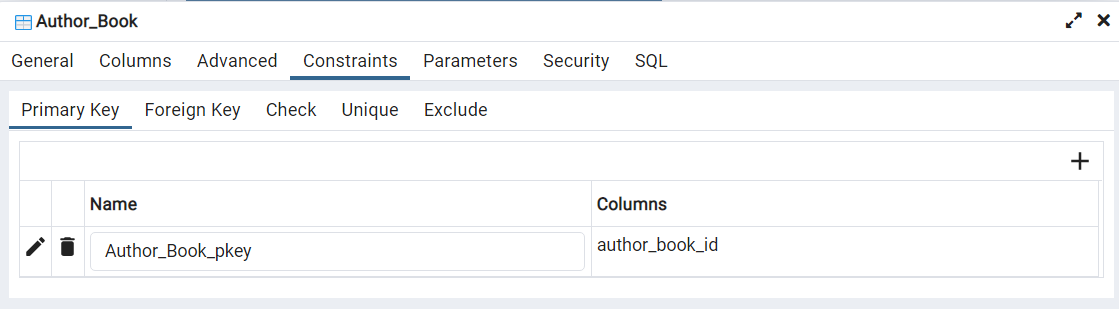 Author_Book
General Columns Advanced Constraints Parameters Security SQL
Primary Key Foreign Key Check Unique Exclude
Name Columns
Author_Book_pkey author_book_id